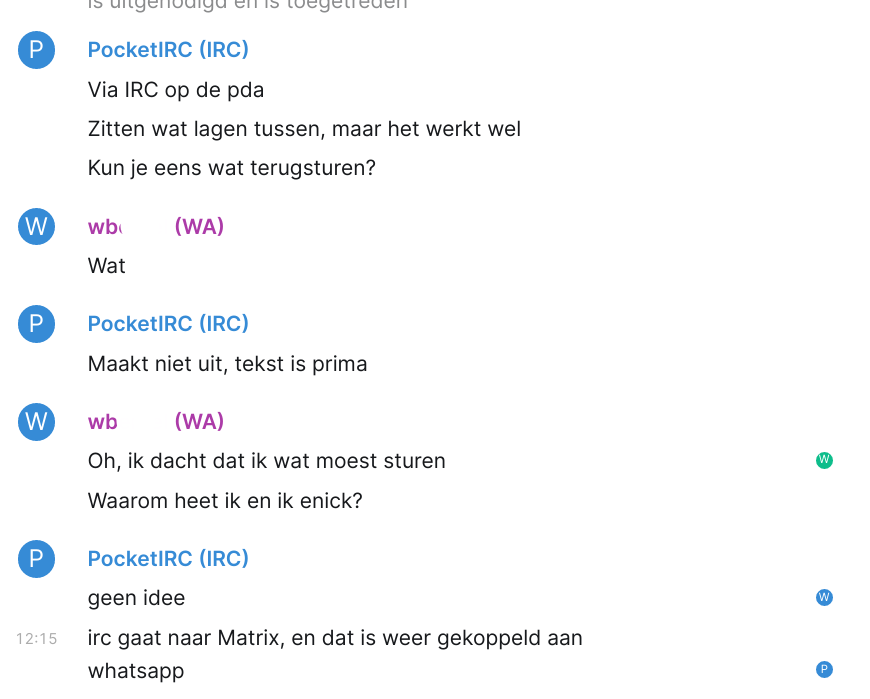 is uitgenodigd en is toegetreden
P
PocketIRC (IRC)
Via IRC op de pda
Zitten wat lagen tussen, maar het werkt wel
Kun je eens wat terugsturen?
W
wb (WA)
Wat
P
PocketIRC (IRC)
Maakt niet uit, tekst is prima
W
wb (WA)
Oh, ik dacht dat ik wat moest sturen
W
Waarom heet ik en ik enick?
P
PocketIRC (IRC)
geen idee
W
12:15
irc gaat naar Matrix, en dat is weer gekoppeld aan
whatsapp
P